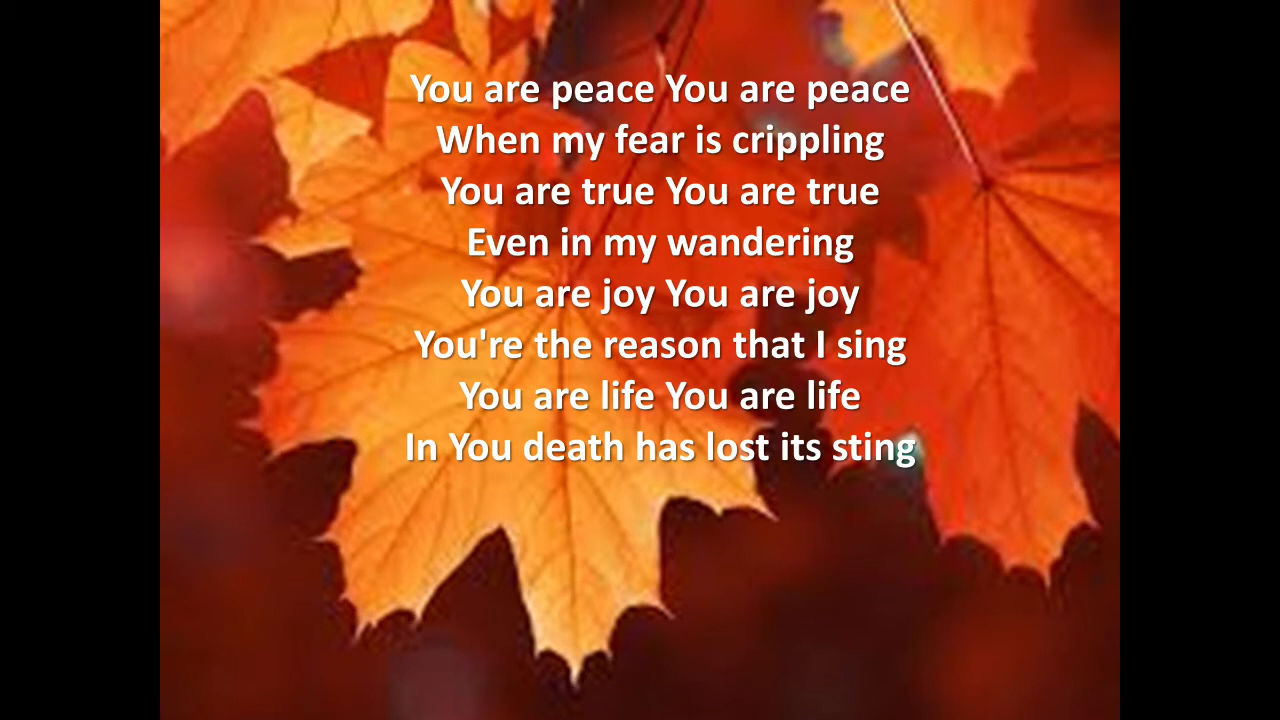 You are peace You are peace
When my fear is crippling
You are true You are true
Even in my wandering
You are joy You are joy
You're the reason that I sing
You are life You are life
In You death has lost its sting